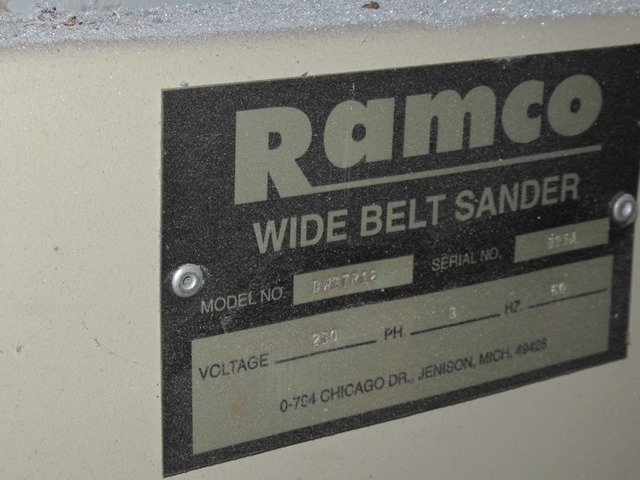 Ramco
WIDE BELT SANDER
MODEL NO. SERIAL NO.
VOLTAGE 230 PH. 3 HZ.
0-704 CHICAGO DR., JENISON, MICH. 49428